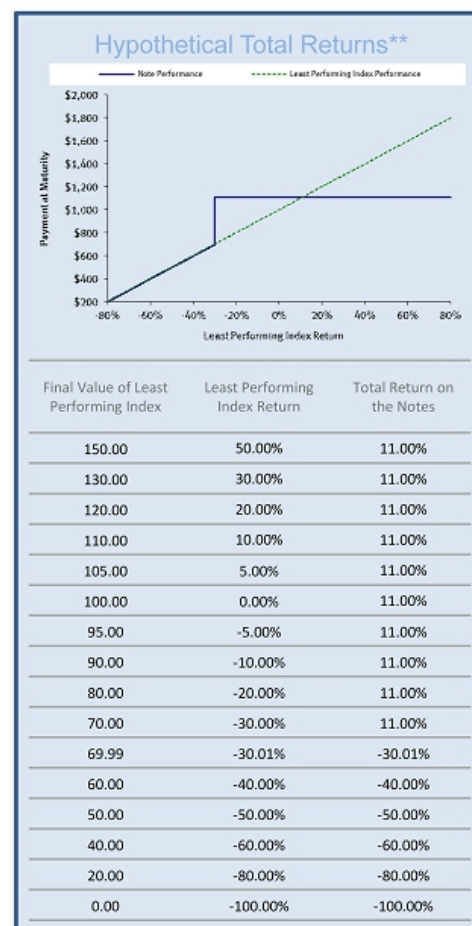 Hypothetical Total Returns**
Note Performance Least Performing Index Performance
$2,000
$1,800
$1,600
$1,400
$1,200
$1,000
$800
$600
$400
$200
Payment at Maturity
-80% -60% -40% -20% 0% 20% 40% 60% 80%
Least Performing Index Return
Final Value of Least Performing Index Least Performing Index Return Total Return on the Notes
150.00 50.00% 11.00%
130.00 30.00% 11.00%
120.00 20.00% 11.00%
110.00 10.00% 11.00%
105.00 5.00% 11.00%
100.00 0.00% 11.00%
95.00 -5.00% 11.00%
90.00 -10.00% 11.00%
80.00 -20.00% 11.00%
70.00 -30.00% 11.00%
69.99 -30.01% -30.01%
60.00 -40.00% -40.00%
50.00 -50.00% -50.00%
40.00 -60.00% -60.00%
20.00 -80.00% -80.00%
0.00 -100.00% -100.00%